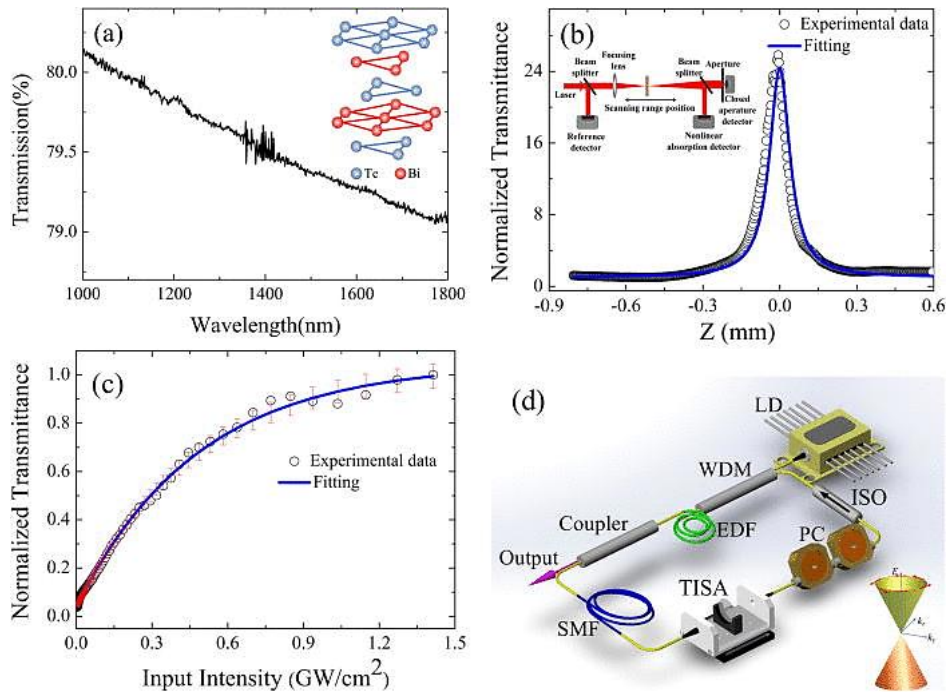 (a)
Transmission(%)
80.0
79.5
79.0
1000 1200 1400 1600 1800
Wavelength(nm)
Te Bi
(b)
Experimental data
Fitting
Normalized Transmittance
24
16
8
0
-0.9 -0.6 -0.3 0.0 0.3 0.6
Z (mm)
Beam splitter
Focusing lens
Laser
Scanning range position
Reference detector
Beam splitter
Aperture
Closed aperature detector
Nonlinear absorption detector
(c)
Normalized Transmittance
1.0
0.8
0.6
0.4
0.2
0.0
Experimental data
Fitting
0.0 0.3 0.6 0.9 1.2 1.5
Input Intensity (GW/cm²)
(d)
LD
WDM
ISO
Coupler
EDF
PC
Output
TISA
SMF